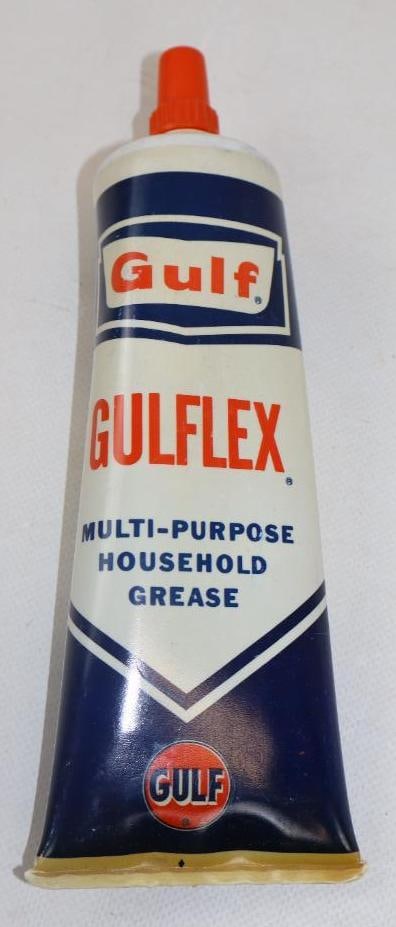 Gulf®
GULFLEX®
MULTI-PURPOSE
HOUSEHOLD
GREASE
GULF
®